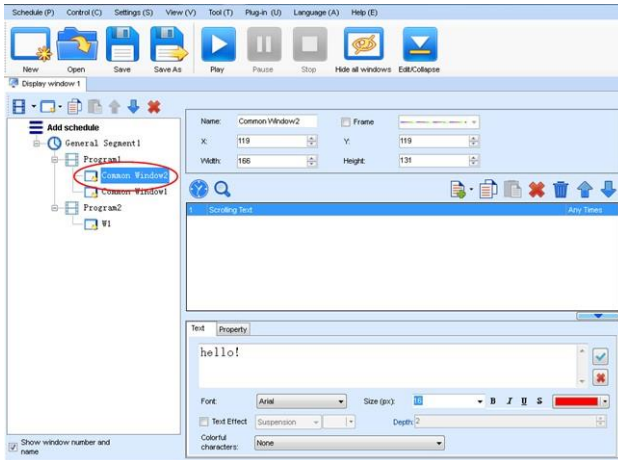 Schedule (P) Control (C) Settings (S) View (V) Tool (T) Plug-in (U) Language (A) Help (E)
New Open Save Save As Play Pause Stop Hide all windows Edit/Collapse
Display window 1
Add schedule
General Segment1
Program1
Common Window2
Common Window1
Program2
W1
Show window number and
name
Name: Common Window2 Frame
X: 119 Y: 119
Width: 166 Height: 131
1 Scrolling Text Any Times
Text Property
hello!
Font: Arial Size (px): B I U S
Text Effect Suspension Depth: 2
Colorful
characters: None